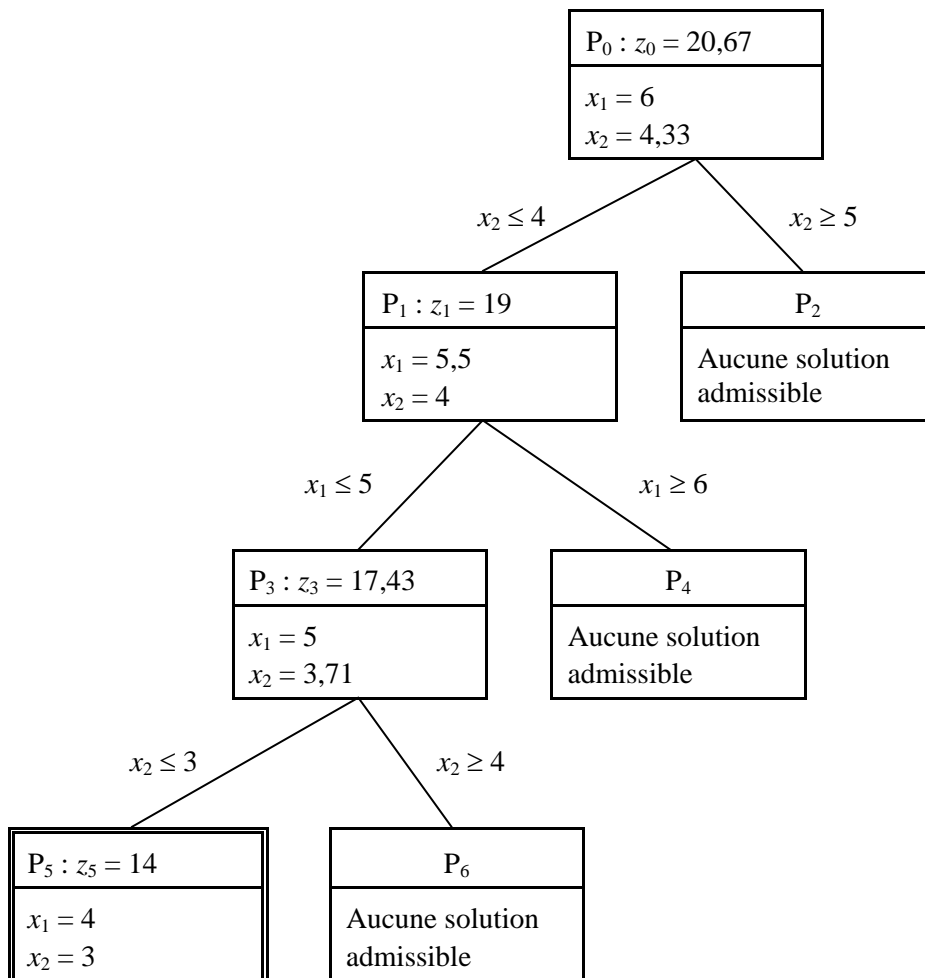 P₀ : z₀ = 20,67
x₁ = 6
x₂ = 4,33
x₂ ≤ 4
x₂ ≥ 5
P₁ : z₁ = 19
x₁ = 5,5
x₂ = 4
P₂
Aucune solution
admissible
x₁ ≤ 5
x₁ ≥ 6
P₃ : z₃ = 17,43
x₁ = 5
x₂ = 3,71
P₄
Aucune solution
admissible
x₂ ≤ 3
x₂ ≥ 4
P₅ : z₅ = 14
x₁ = 4
x₂ = 3
P₆
Aucune solution
admissible